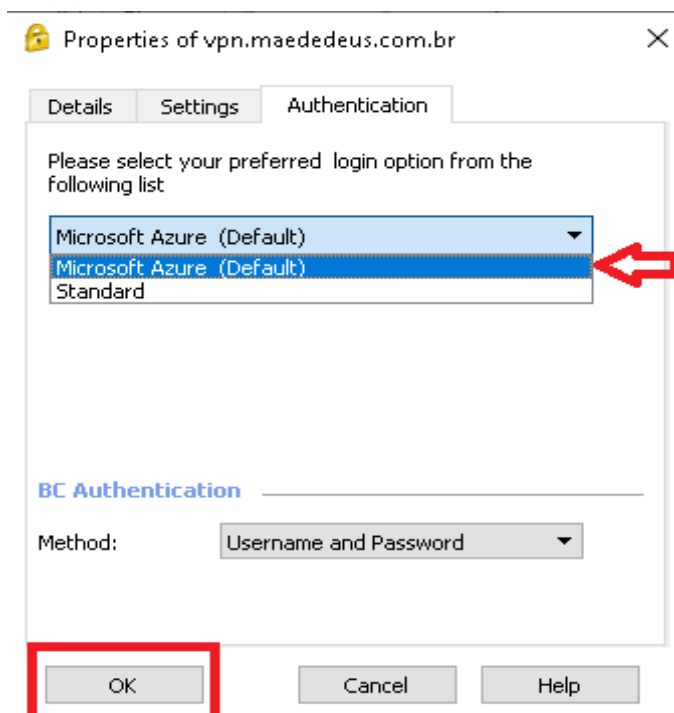 Properties of vpn.maededeus.com.br
Details Settings Authentication
Please select your preferred login option from the
following list
Microsoft Azure (Default)
Microsoft Azure (Default)
Standard
BC Authentication
Method: Username and Password
OK Cancel Help